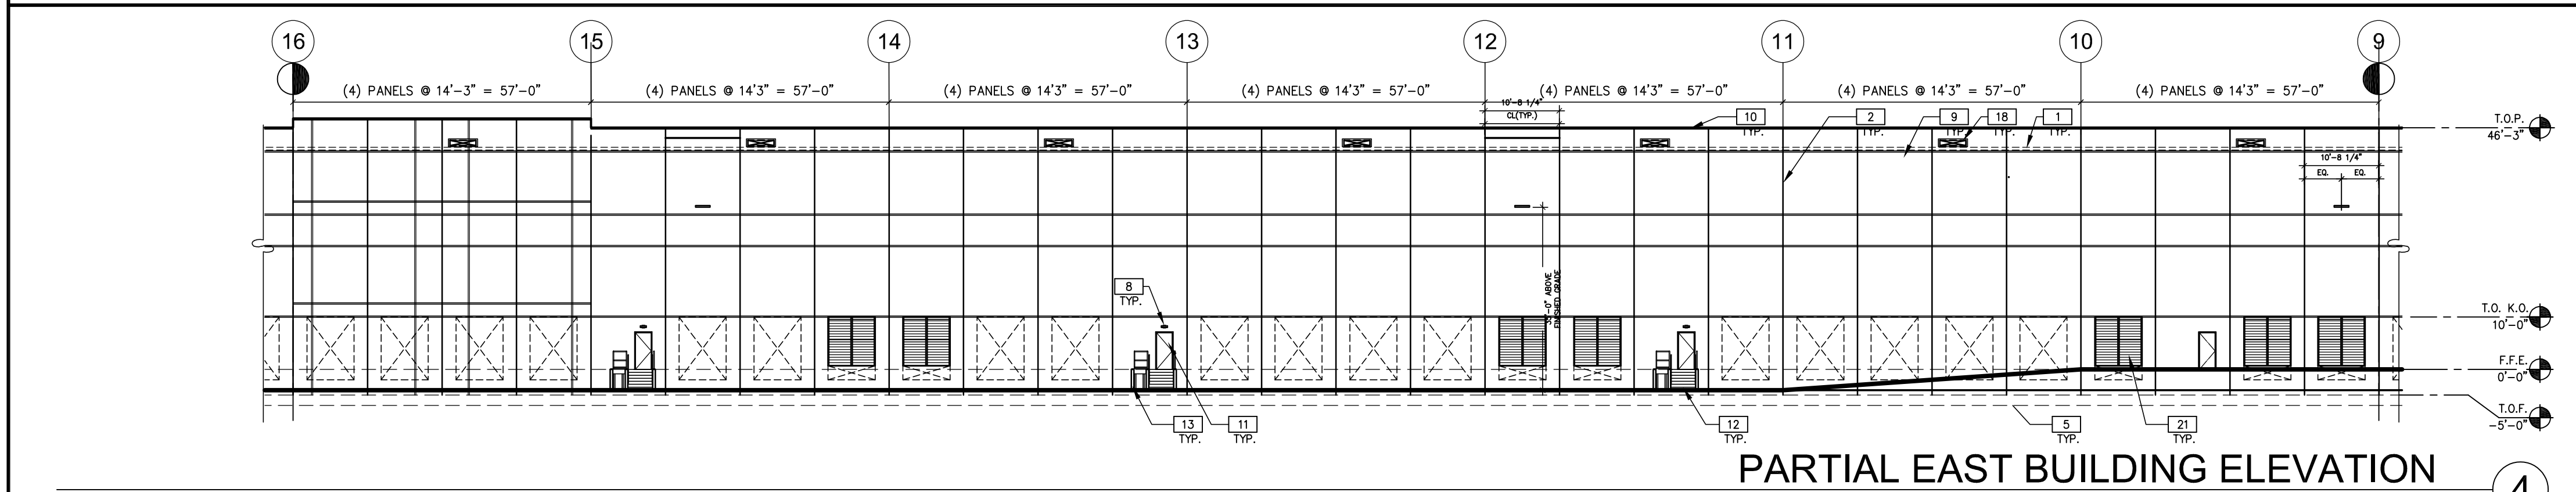 16 15 14 13 12 11 10 9
(4) PANELS @ 14'-3" = 57'-0" (4) PANELS @ 14'3" = 57'-0" (4) PANELS @ 14'3" = 57'-0" (4) PANELS @ 14'3" = 57'-0" (4) PANELS @ 14'3" = 57'-0" (4) PANELS @ 14'3" = 57'-0" (4) PANELS @ 14'3" = 57'-0"
10'-8 1/4"
CL(TYP.)
10
TYP.
2
TYP.
9
TYP.
18
TYP.
1
TYP.
T.O.P.
46'-3"
10'-8 1/4"
EQ. EQ.
8
TYP.
35'-0" ABOVE
FINISHED GRADE
T.O. K.O.
10'-0"
F.F.E.
0'-0"
T.O.F.
-5'-0"
13
TYP.
11
TYP.
12
TYP.
5
TYP.
21
TYP.
PARTIAL EAST BUILDING ELEVATION
4